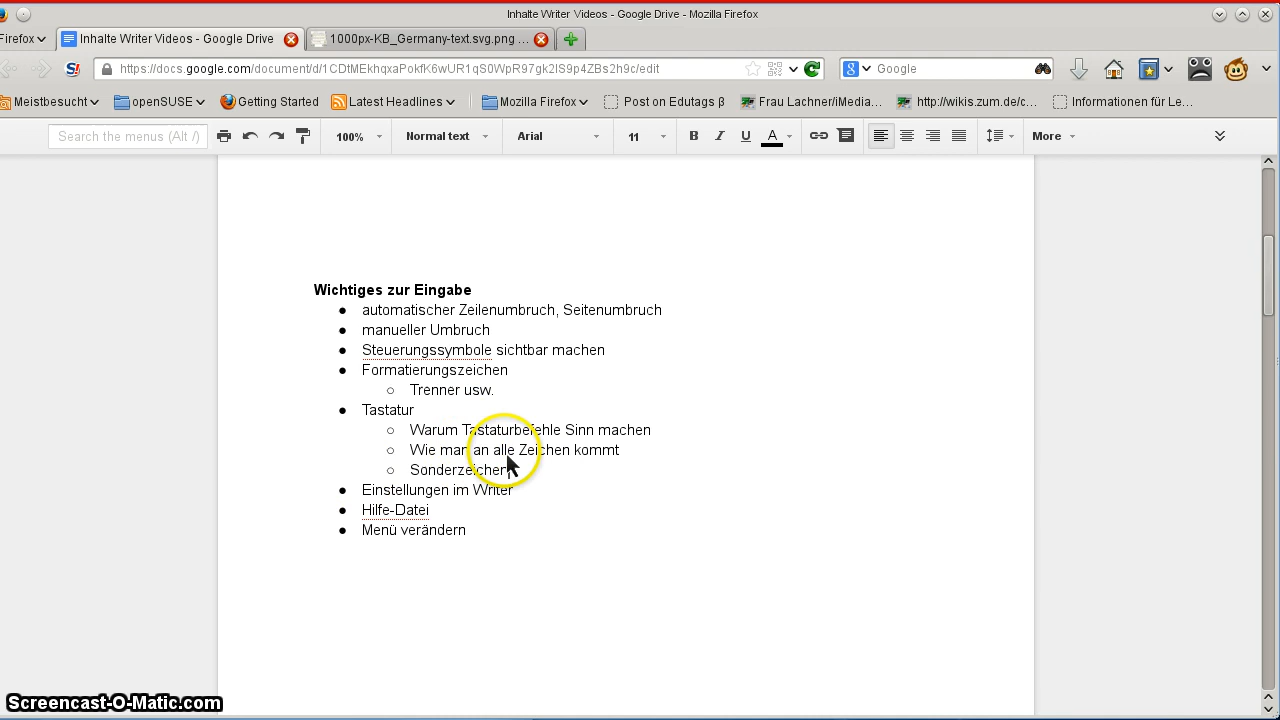 Inhalte Writer Videos - Google Drive - Mozilla Firefox
Firefox
Inhalte Writer Videos - Google Drive
1000px-KB_Germany-text.svg.png ...
https://docs.google.com/document/d/1CDtMEkhqxaPokfK6wUR1qS0WpR97gk2IS9p4ZBs2h9c/edit
Google
Meistbesucht
openSUSE
Getting Started
Latest Headlines
Mozilla Firefox
Post on Edutags β
Frau Lachner/iMedia...
http://wikis.zum.de/c...
Informationen für Le...
Search the menus (Alt /)
100%
Normal text
Arial
11
B I U A
More
Wichtiges zur Eingabe
● automatischer Zeilenumbruch, Seitenumbruch
● manueller Umbruch
● Steuerungssymbole sichtbar machen
● Formatierungszeichen
○ Trenner usw.
● Tastatur
○ Warum Tastaturbefehle Sinn machen
○ Wie man an alle Zeichen kommt
○ Sonderzeichen
● Einstellungen im Writer
● Hilfe-Datei
● Menü verändern
Screencast-O-Matic.com